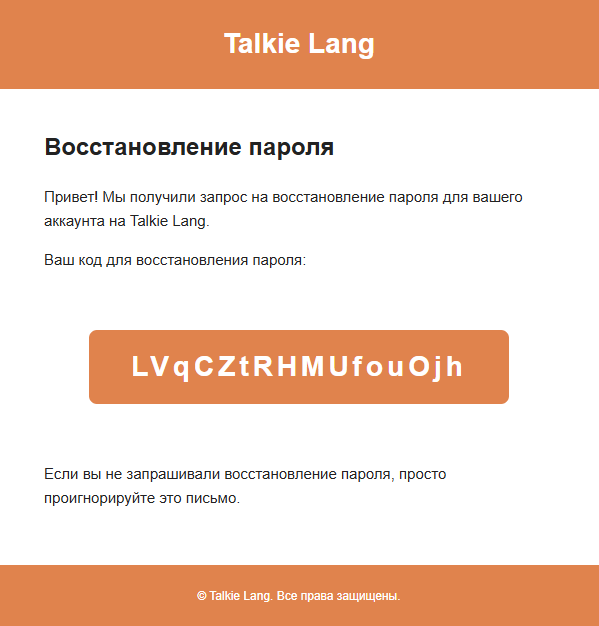 Talkie Lang
Восстановление пароля
Привет! Мы получили запрос на восстановление пароля для вашего
аккаунта на Talkie Lang.
Ваш код для восстановления пароля:
LVqCZtRHMUfouOjh
Если вы не запрашивали восстановление пароля, просто
проигнорируйте это письмо.
© Talkie Lang. Все права защищены.